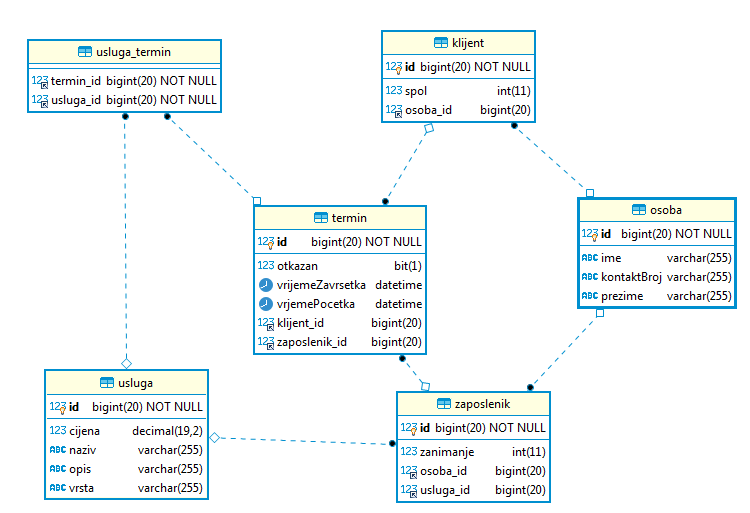 usluga_termin
123 termin_id bigint(20) NOT NULL
123 usluga_id bigint(20) NOT NULL
klijent
123 id bigint(20) NOT NULL
123 spol int(11)
123 osoba_id bigint(20)
termin
123 id bigint(20) NOT NULL
123 otkazan bit(1)
vrijemeZavrsetka datetime
vrjemePocetka datetime
123 klijent_id bigint(20)
123 zaposlenik_id bigint(20)
osoba
123 id bigint(20) NOT NULL
ABC ime varchar(255)
ABC kontaktBroj varchar(255)
ABC prezime varchar(255)
usluga
123 id bigint(20) NOT NULL
123 cijena decimal(19,2)
ABC naziv varchar(255)
ABC opis varchar(255)
ABC vrsta varchar(255)
zaposlenik
123 id bigint(20) NOT NULL
123 zanimanje int(11)
123 osoba_id bigint(20)
123 usluga_id bigint(20)